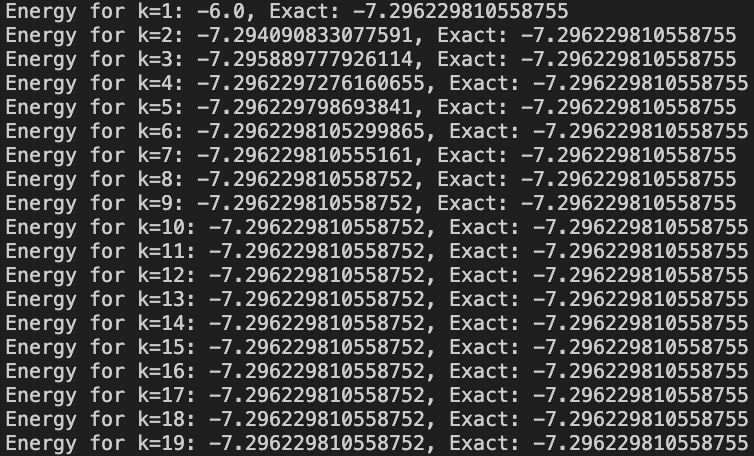 Energy for k=1: -6.0, Exact: -7.296229810558755
Energy for k=2: -7.294090833077591, Exact: -7.296229810558755
Energy for k=3: -7.295889777926114, Exact: -7.296229810558755
Energy for k=4: -7.2962297276160655, Exact: -7.296229810558755
Energy for k=5: -7.296229798693841, Exact: -7.296229810558755
Energy for k=6: -7.2962298105299865, Exact: -7.296229810558755
Energy for k=7: -7.296229810555161, Exact: -7.296229810558755
Energy for k=8: -7.296229810558752, Exact: -7.296229810558755
Energy for k=9: -7.296229810558752, Exact: -7.296229810558755
Energy for k=10: -7.296229810558752, Exact: -7.296229810558755
Energy for k=11: -7.296229810558752, Exact: -7.296229810558755
Energy for k=12: -7.296229810558752, Exact: -7.296229810558755
Energy for k=13: -7.296229810558752, Exact: -7.296229810558755
Energy for k=14: -7.296229810558752, Exact: -7.296229810558755
Energy for k=15: -7.296229810558752, Exact: -7.296229810558755
Energy for k=16: -7.296229810558752, Exact: -7.296229810558755
Energy for k=17: -7.296229810558752, Exact: -7.296229810558755
Energy for k=18: -7.296229810558752, Exact: -7.296229810558755
Energy for k=19: -7.296229810558752, Exact: -7.296229810558755